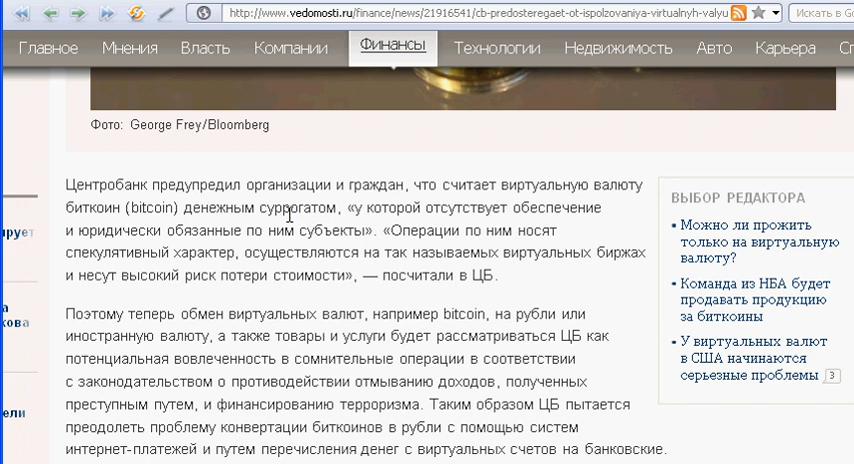 http://www.vedomosti.ru/finance/news/21916541/cb-predosteregaet-ot-ispolzovaniya-virtualnyh-valyu
Искать в Go
Главное Мнения Власть Компании Финансы Технологии Недвижимость Авто Карьера Сп
Фото: George Frey/Bloomberg
Центробанк предупредил организации и граждан, что считает виртуальную валюту
биткоин (bitcoin) денежным суррогатом, «у которой отсутствует обеспечение
и юридически обязанные по ним субъекты». «Операции по ним носят
спекулятивный характер, осуществляются на так называемых виртуальных биржах
и несут высокий риск потери стоимости», — посчитали в ЦБ.
Поэтому теперь обмен виртуальных валют, например bitcoin, на рубли или
иностранную валюту, а также товары и услуги будет рассматриваться ЦБ как
потенциальная вовлеченность в сомнительные операции в соответствии
с законодательством о противодействии отмыванию доходов, полученных
преступным путем, и финансированию терроризма. Таким образом ЦБ пытается
преодолеть проблему конвертации биткоинов в рубли с помощью систем
интернет-платежей и путем перечисления денег с виртуальных счетов на банковские.
ВЫБОР РЕДАКТОРА
• Можно ли прожить
только на виртуальную
валюту?
• Команда из НБА будет
продавать продукцию
за биткоины
• У виртуальных валют
в США начинаются
серьезные проблемы 3
ирует
а
кова
ели